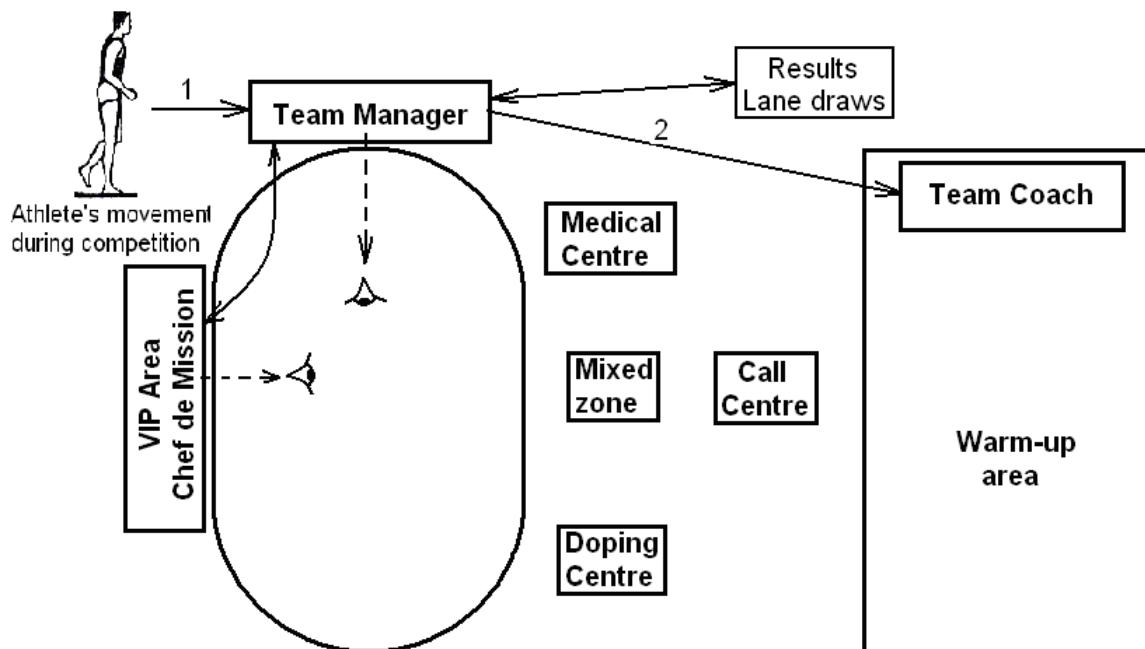 1
Team Manager
Results
Lane draws
2
Team Coach
Athlete's movement
during competition
Medical
Centre
VIP Area
Chef de Mission
Mixed
zone
Call
Centre
Warm-up
area
Doping
Centre